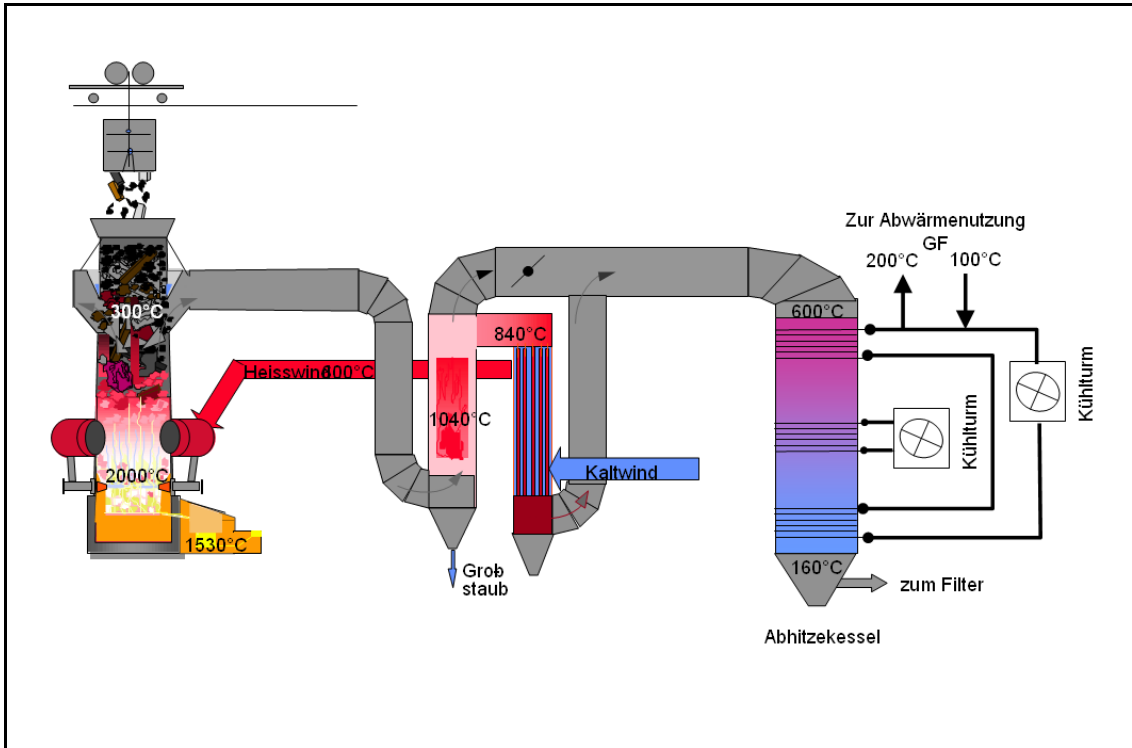 Zur Abwärmenutzung
GF
200°C
100°C
300°C
600°C
840°C
Heisswind 600°C
1040°C
Kühlturm
Kühlturm
2000°C
Kaltwind
1530°C
Grob
staub
160°C
zum Filter
Abhitzekessel